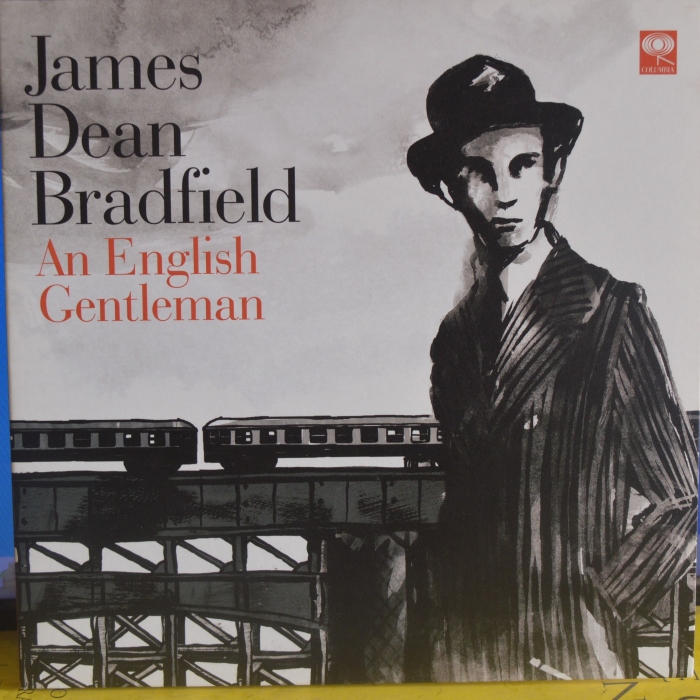 James
Dean
Bradfield
An English
Gentleman
COLUMBIA